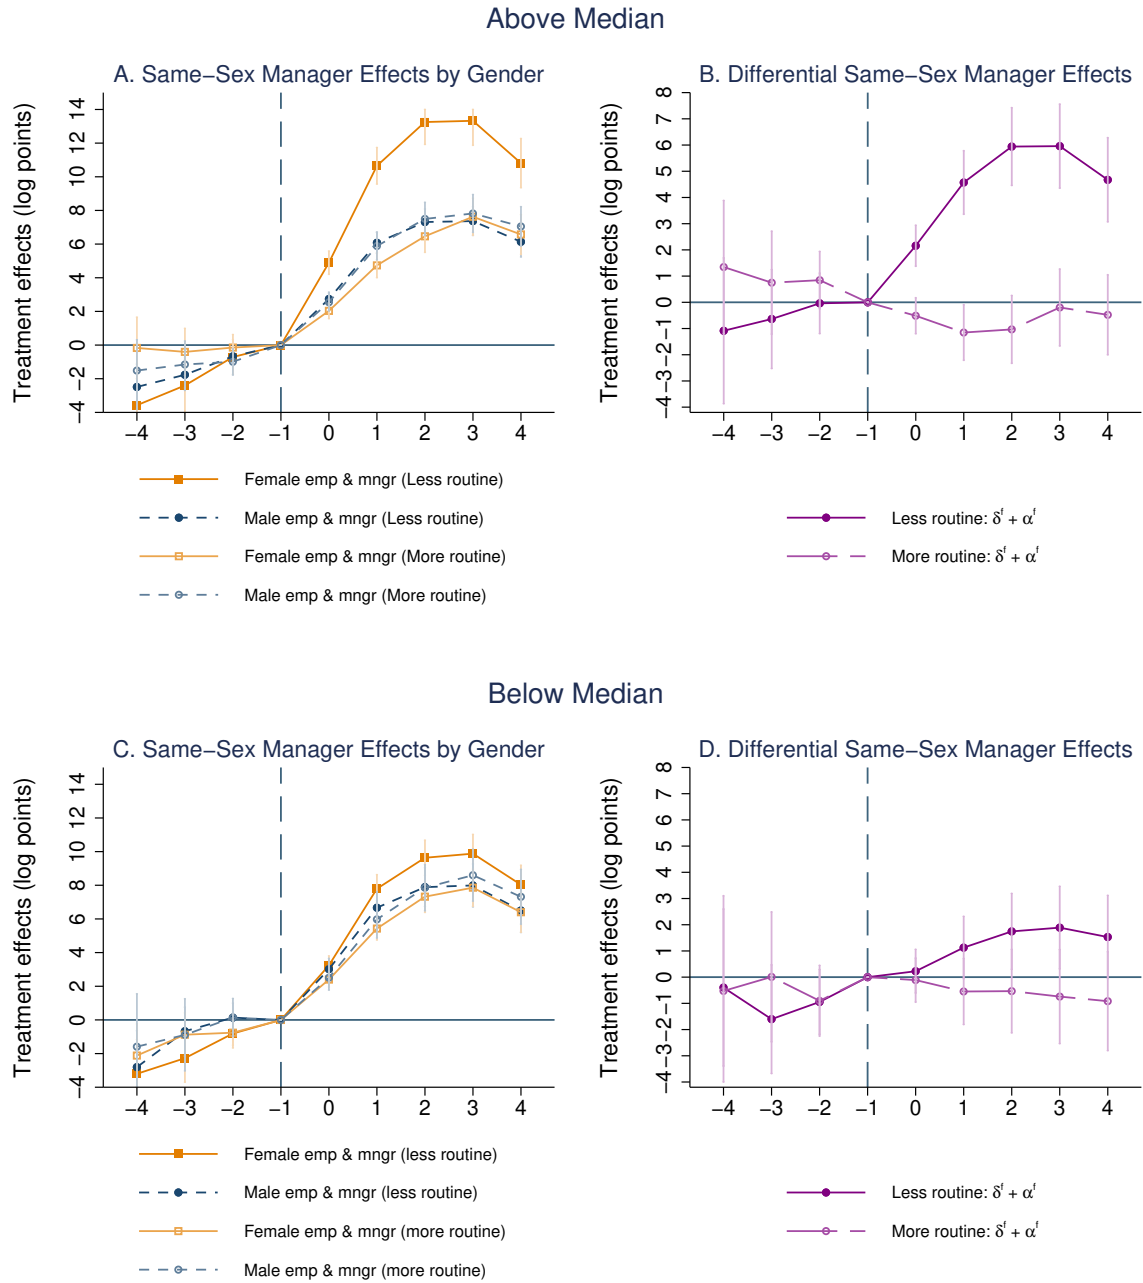 Above Median
A. Same−Sex Manager Effects by Gender
Treatment effects (log points)
14
12
10
8
6
4
2
0
−2
−4
−4 −3 −2 −1 0 1 2 3 4
Female emp & mngr (Less routine)
Male emp & mngr (Less routine)
Female emp & mngr (More routine)
Male emp & mngr (More routine)
B. Differential Same−Sex Manager Effects
Treatment effects (log points)
8
7
6
5
4
3
2
1
0
−1
−2
−3
−4
−4 −3 −2 −1 0 1 2 3 4
Less routine: δᶠ + αᶠ
More routine: δᶠ + αᶠ
Below Median
C. Same−Sex Manager Effects by Gender
Treatment effects (log points)
14
12
10
8
6
4
2
0
−2
−4
−4 −3 −2 −1 0 1 2 3 4
Female emp & mngr (less routine)
Male emp & mngr (less routine)
Female emp & mngr (more routine)
Male emp & mngr (more routine)
D. Differential Same−Sex Manager Effects
Treatment effects (log points)
8
7
6
5
4
3
2
1
0
−1
−2
−3
−4
−4 −3 −2 −1 0 1 2 3 4
Less routine: δᶠ + αᶠ
More routine: δᶠ + αᶠ